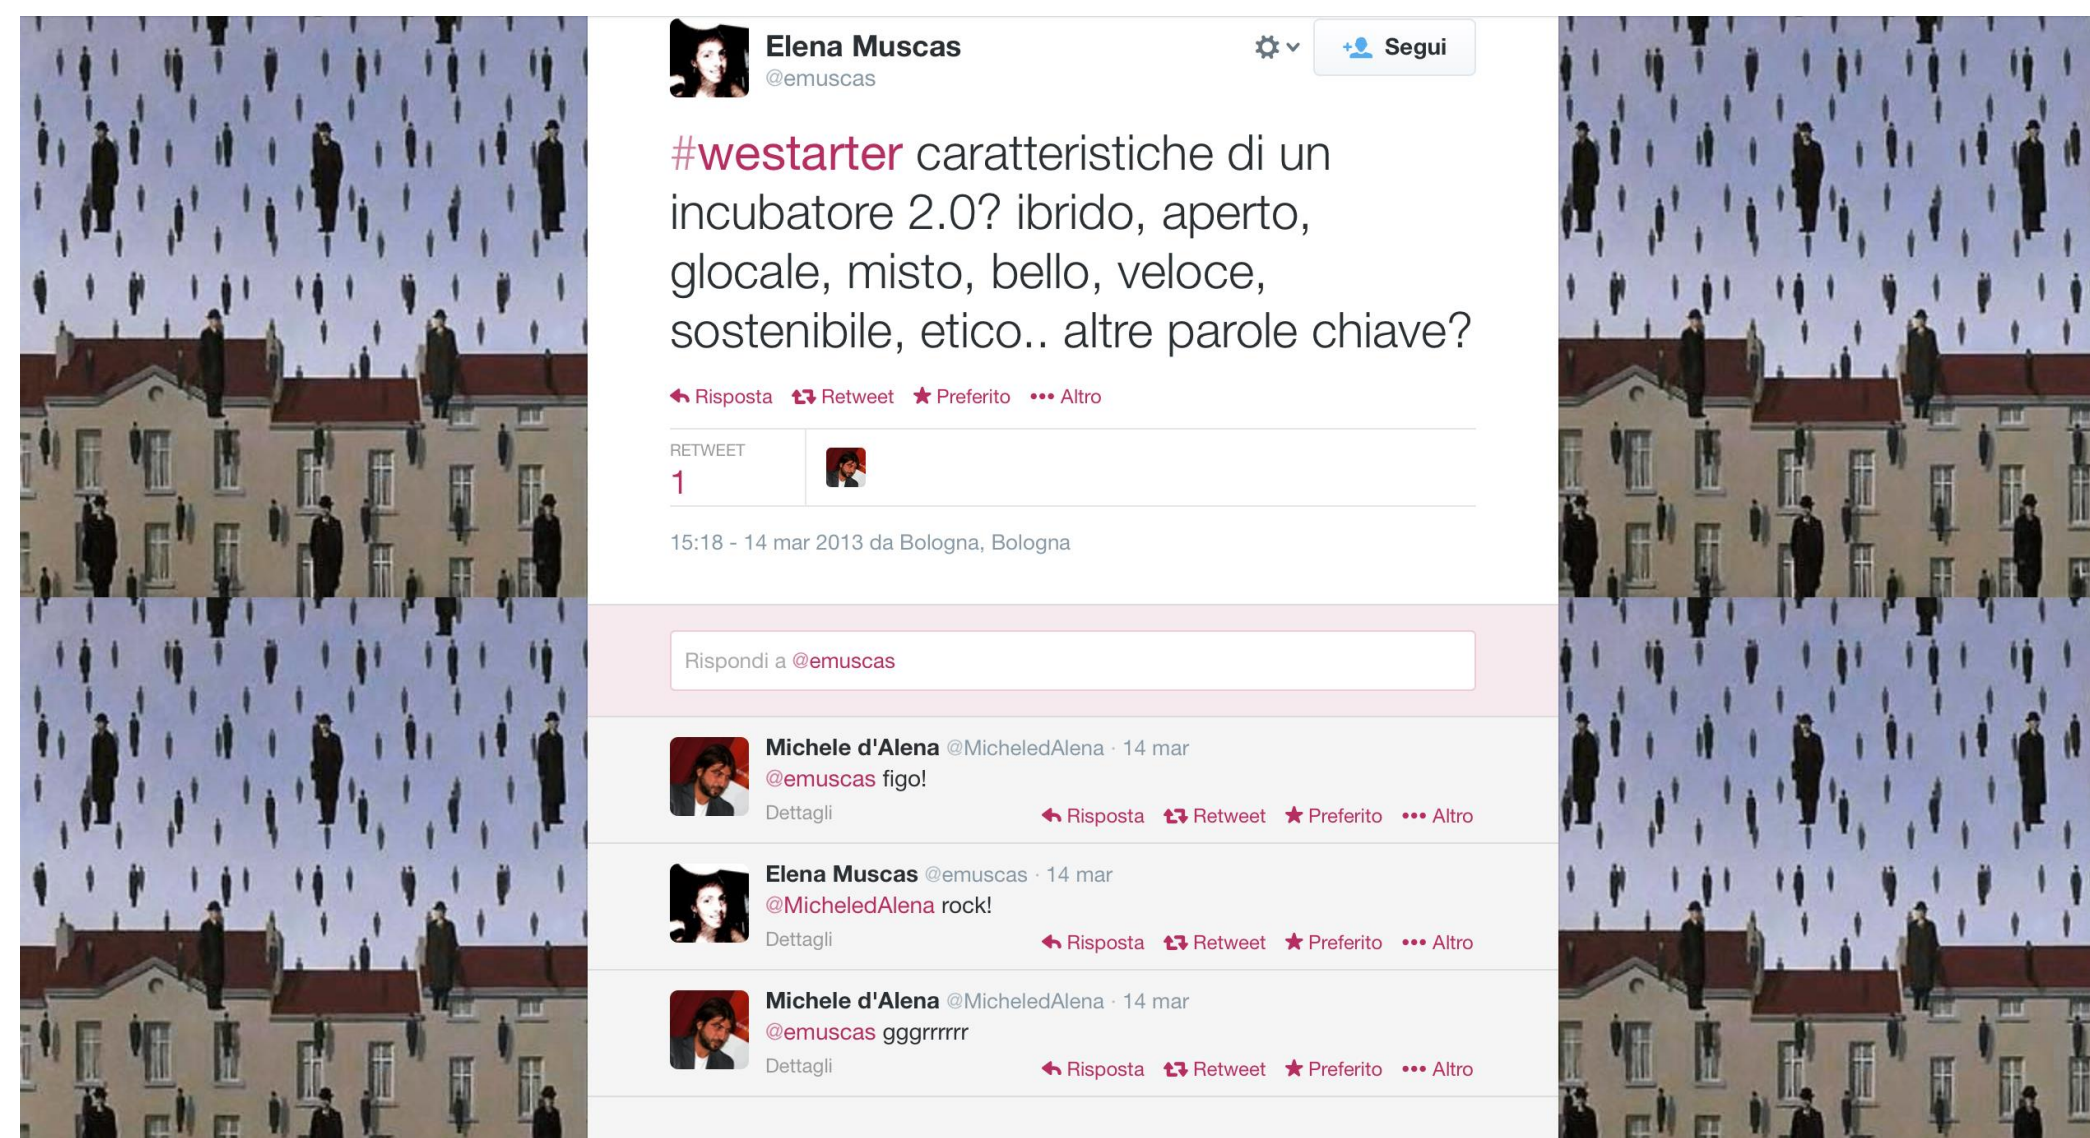 Elena Muscas
@emuscas
Segui
#westarter caratteristiche di un
incubatore 2.0? ibrido, aperto,
glocale, misto, bello, veloce,
sostenibile, etico.. altre parole chiave?
Risposta Retweet Preferito Altro
RETWEET
1
15:18 - 14 mar 2013 da Bologna, Bologna
Rispondi a @emuscas
Michele d'Alena @MicheledAlena · 14 mar
@emuscas figo!
Dettagli Risposta Retweet Preferito Altro
Elena Muscas @emuscas · 14 mar
@MicheledAlena rock!
Dettagli Risposta Retweet Preferito Altro
Michele d'Alena @MicheledAlena · 14 mar
@emuscas gggrrrrrr
Dettagli Risposta Retweet Preferito Altro